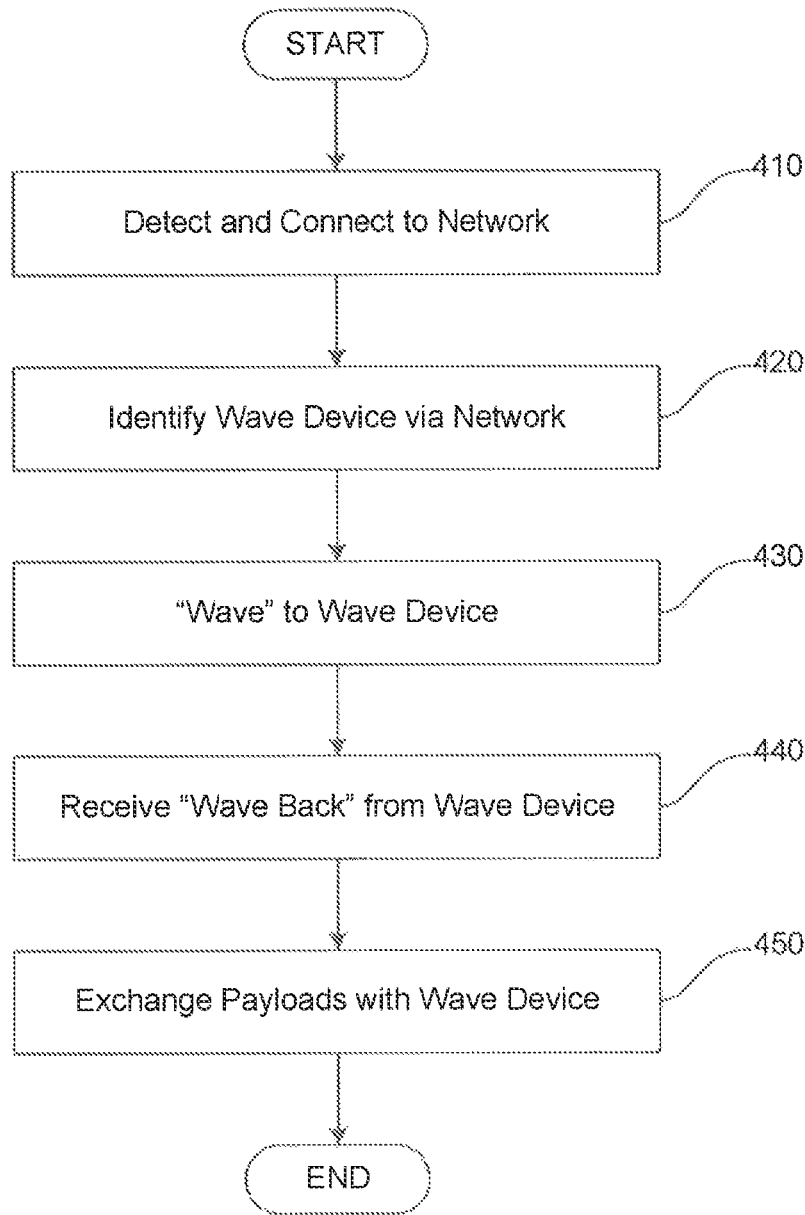 START
410
Detect and Connect to Network
420
Identify Wave Device via Network
430
“Wave” to Wave Device
440
Receive “Wave Back” from Wave Device
450
Exchange Payloads with Wave Device
END